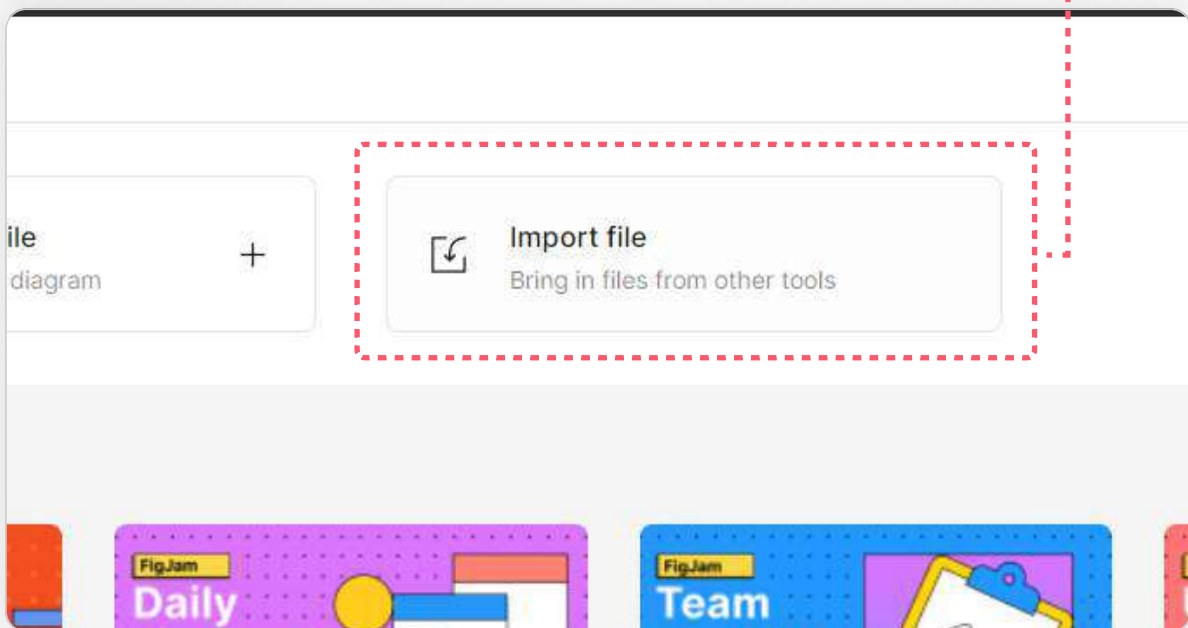 ile
diagram
Import file
Bring in files from other tools
FigJam
Daily
FigJam
Team